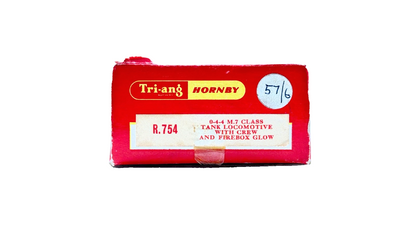 Tri-ang HORNBY
57/6
R.754
0-4-4 M.7 CLASS
TANK LOCOMOTIVE
WITH CREW
AND FIREBOX GLOW